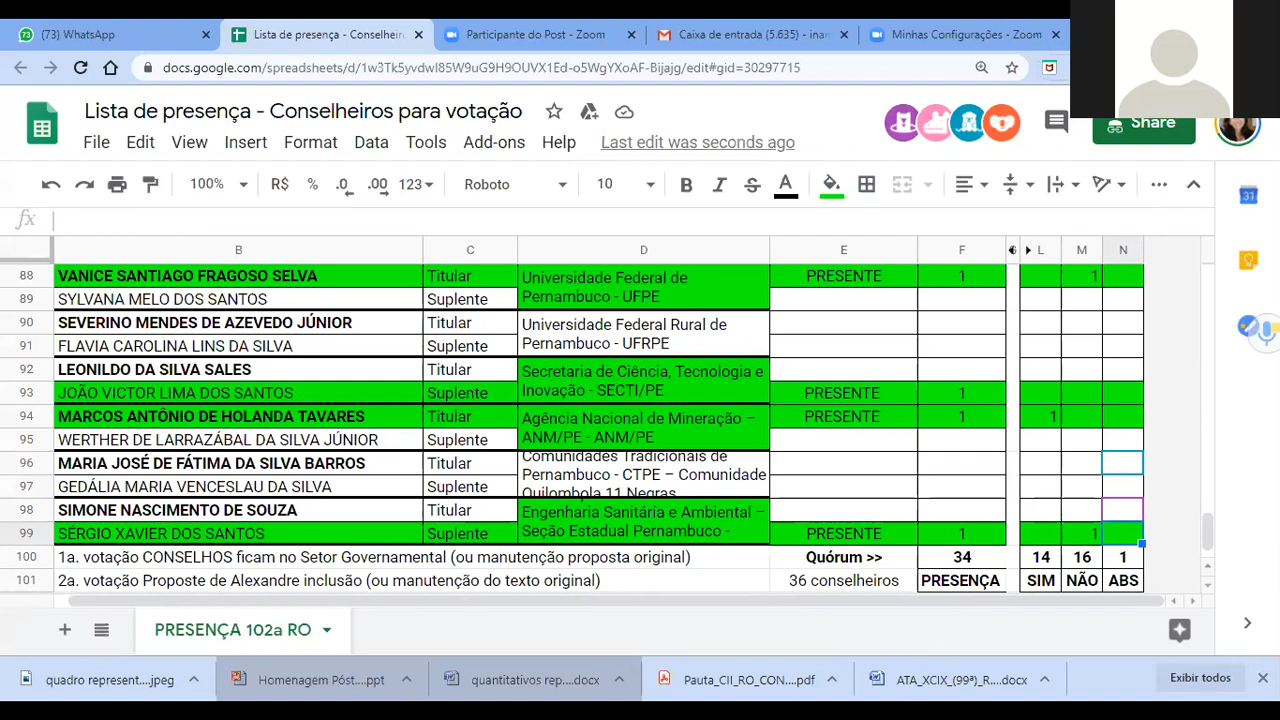 (73) WhatsApp
Lista de presença - Conselheir
Participante do Post - Zoom
Caixa de entrada (5.635) - inam
Minhas Configurações - Zoom
docs.google.com/spreadsheets/d/1w3Tk5yvdwI85W9uG9H9OUVX1Ed-o5WgYXoAF-Bijajg/edit#gid=30297715
Lista de presença - Conselheiros para votação
Share
File Edit View Insert Format Data Tools Add-ons Help Last edit was seconds ago
100% R$ % .0 .00 123 Roboto 10 B I S A
fx
B C D E F L M N
88 VANICE SANTIAGO FRAGOSO SELVA Titular Universidade Federal de Pernambuco - UFPE PRESENTE 1 1
89 SYLVANA MELO DOS SANTOS Suplente
90 SEVERINO MENDES DE AZEVEDO JÚNIOR Titular Universidade Federal Rural de Pernambuco - UFRPE
91 FLAVIA CAROLINA LINS DA SILVA Suplente
92 LEONILDO DA SILVA SALES Titular Secretaria de Ciência, Tecnologia e Inovação - SECTI/PE
93 JOÃO VICTOR LIMA DOS SANTOS Suplente PRESENTE 1
94 MARCOS ANTÔNIO DE HOLANDA TAVARES Titular Agência Nacional de Mineração – ANM/PE - ANM/PE PRESENTE 1 1
95 WERTHER DE LARRAZÁBAL DA SILVA JÚNIOR Suplente
96 MARIA JOSÉ DE FÁTIMA DA SILVA BARROS Titular Comunidades Tradicionais de Pernambuco - CTPE – Comunidade Quilombola 11 Negras
97 GEDÁLIA MARIA VENCESLAU DA SILVA Suplente
98 SIMONE NASCIMENTO DE SOUZA Titular Engenharia Sanitária e Ambiental – Seção Estadual Pernambuco -
99 SÉRGIO XAVIER DOS SANTOS Suplente PRESENTE 1 1
100 1a. votação CONSELHOS ficam no Setor Governamental (ou manutenção proposta original) Quórum >> 34 14 16 1
101 2a. votação Proposte de Alexandre inclusão (ou manutenção do texto original) 36 conselheiros PRESENÇA SIM NÃO ABS
PRESENÇA 102a RO
quadro represent....jpeg
Homenagem Póst....ppt
quantitativos rep....docx
Pauta_CII_RO_CON....pdf
ATA_XCIX_(99ª)_R....docx
Exibir todos